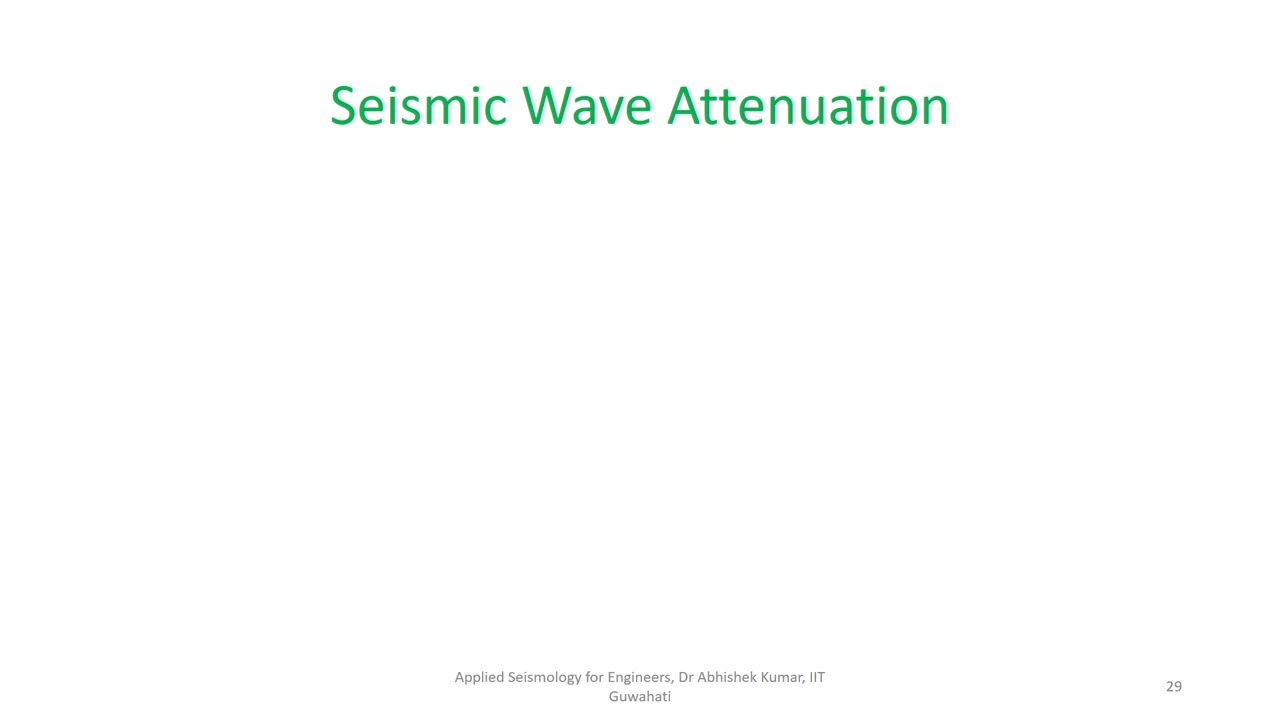 Seismic Wave Attenuation
Applied Seismology for Engineers, Dr Abhishek Kumar, IIT
Guwahati
29